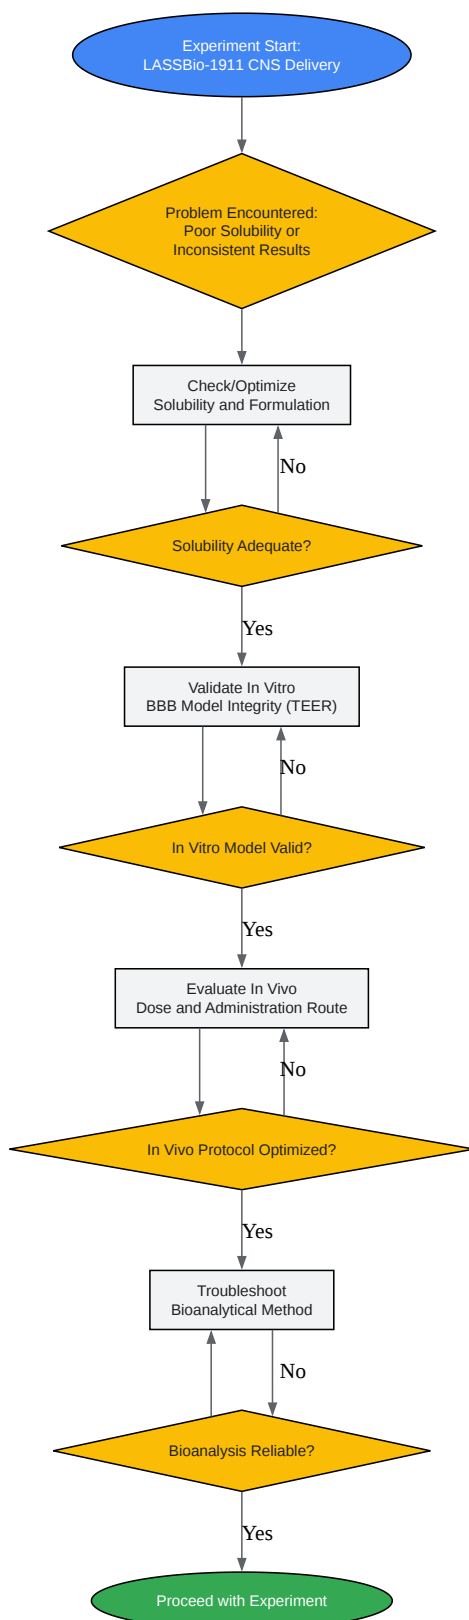 Experiment Start:
LASSBio-1911 CNS Delivery
Problem Encountered:
Poor Solubility or
Inconsistent Results
Check/Optimize
Solubility and Formulation
No
Solubility Adequate?
Yes
Validate In Vitro
BBB Model Integrity (TEER)
No
In Vitro Model Valid?
Yes
Evaluate In Vivo
Dose and Administration Route
No
In Vivo Protocol Optimized?
Yes
Troubleshoot
Bioanalytical Method
No
Bioanalysis Reliable?
Yes
Proceed with Experiment